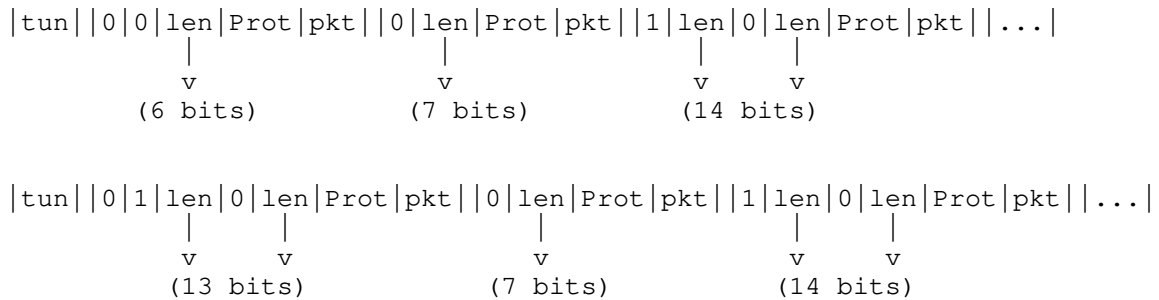 |tun||0|0|len|Prot|pkt||0|len|Prot|pkt||1|len|0|len|Prot|pkt||...|
| | | |
v v v v
(6 bits) (7 bits) (14 bits)
|tun||0|1|len|0|len|Prot|pkt||0|len|Prot|pkt||1|len|0|len|Prot|pkt||...|
| | | | |
v v v v v
(13 bits) (7 bits) (14 bits)